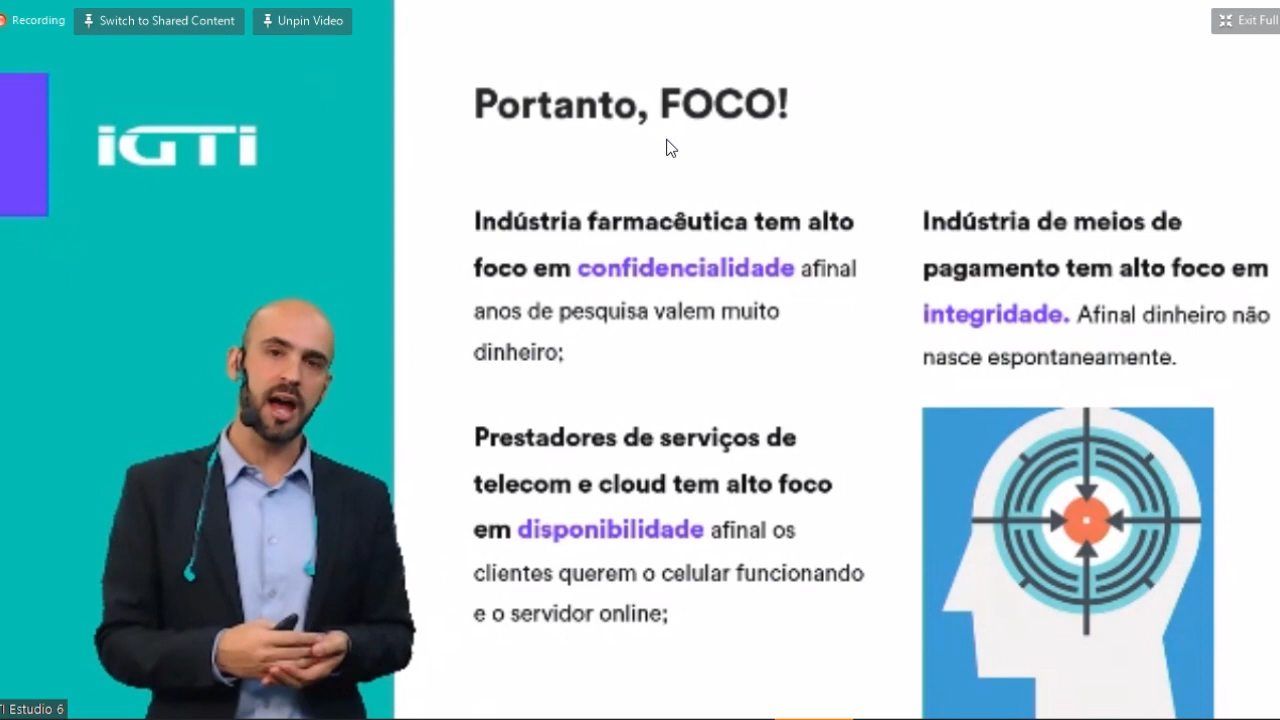 Recording
Switch to Shared Content
Unpin Video
Exit Full
iGTi
Portanto, FOCO!
Indústria farmacêutica tem alto
foco em confidencialidade afinal
anos de pesquisa valem muito
dinheiro;
Prestadores de serviços de
telecom e cloud tem alto foco
em disponibilidade afinal os
clientes querem o celular funcionando
e o servidor online;
Indústria de meios de
pagamento tem alto foco em
integridade. Afinal dinheiro não
nasce espontaneamente.
TI Estudio 6